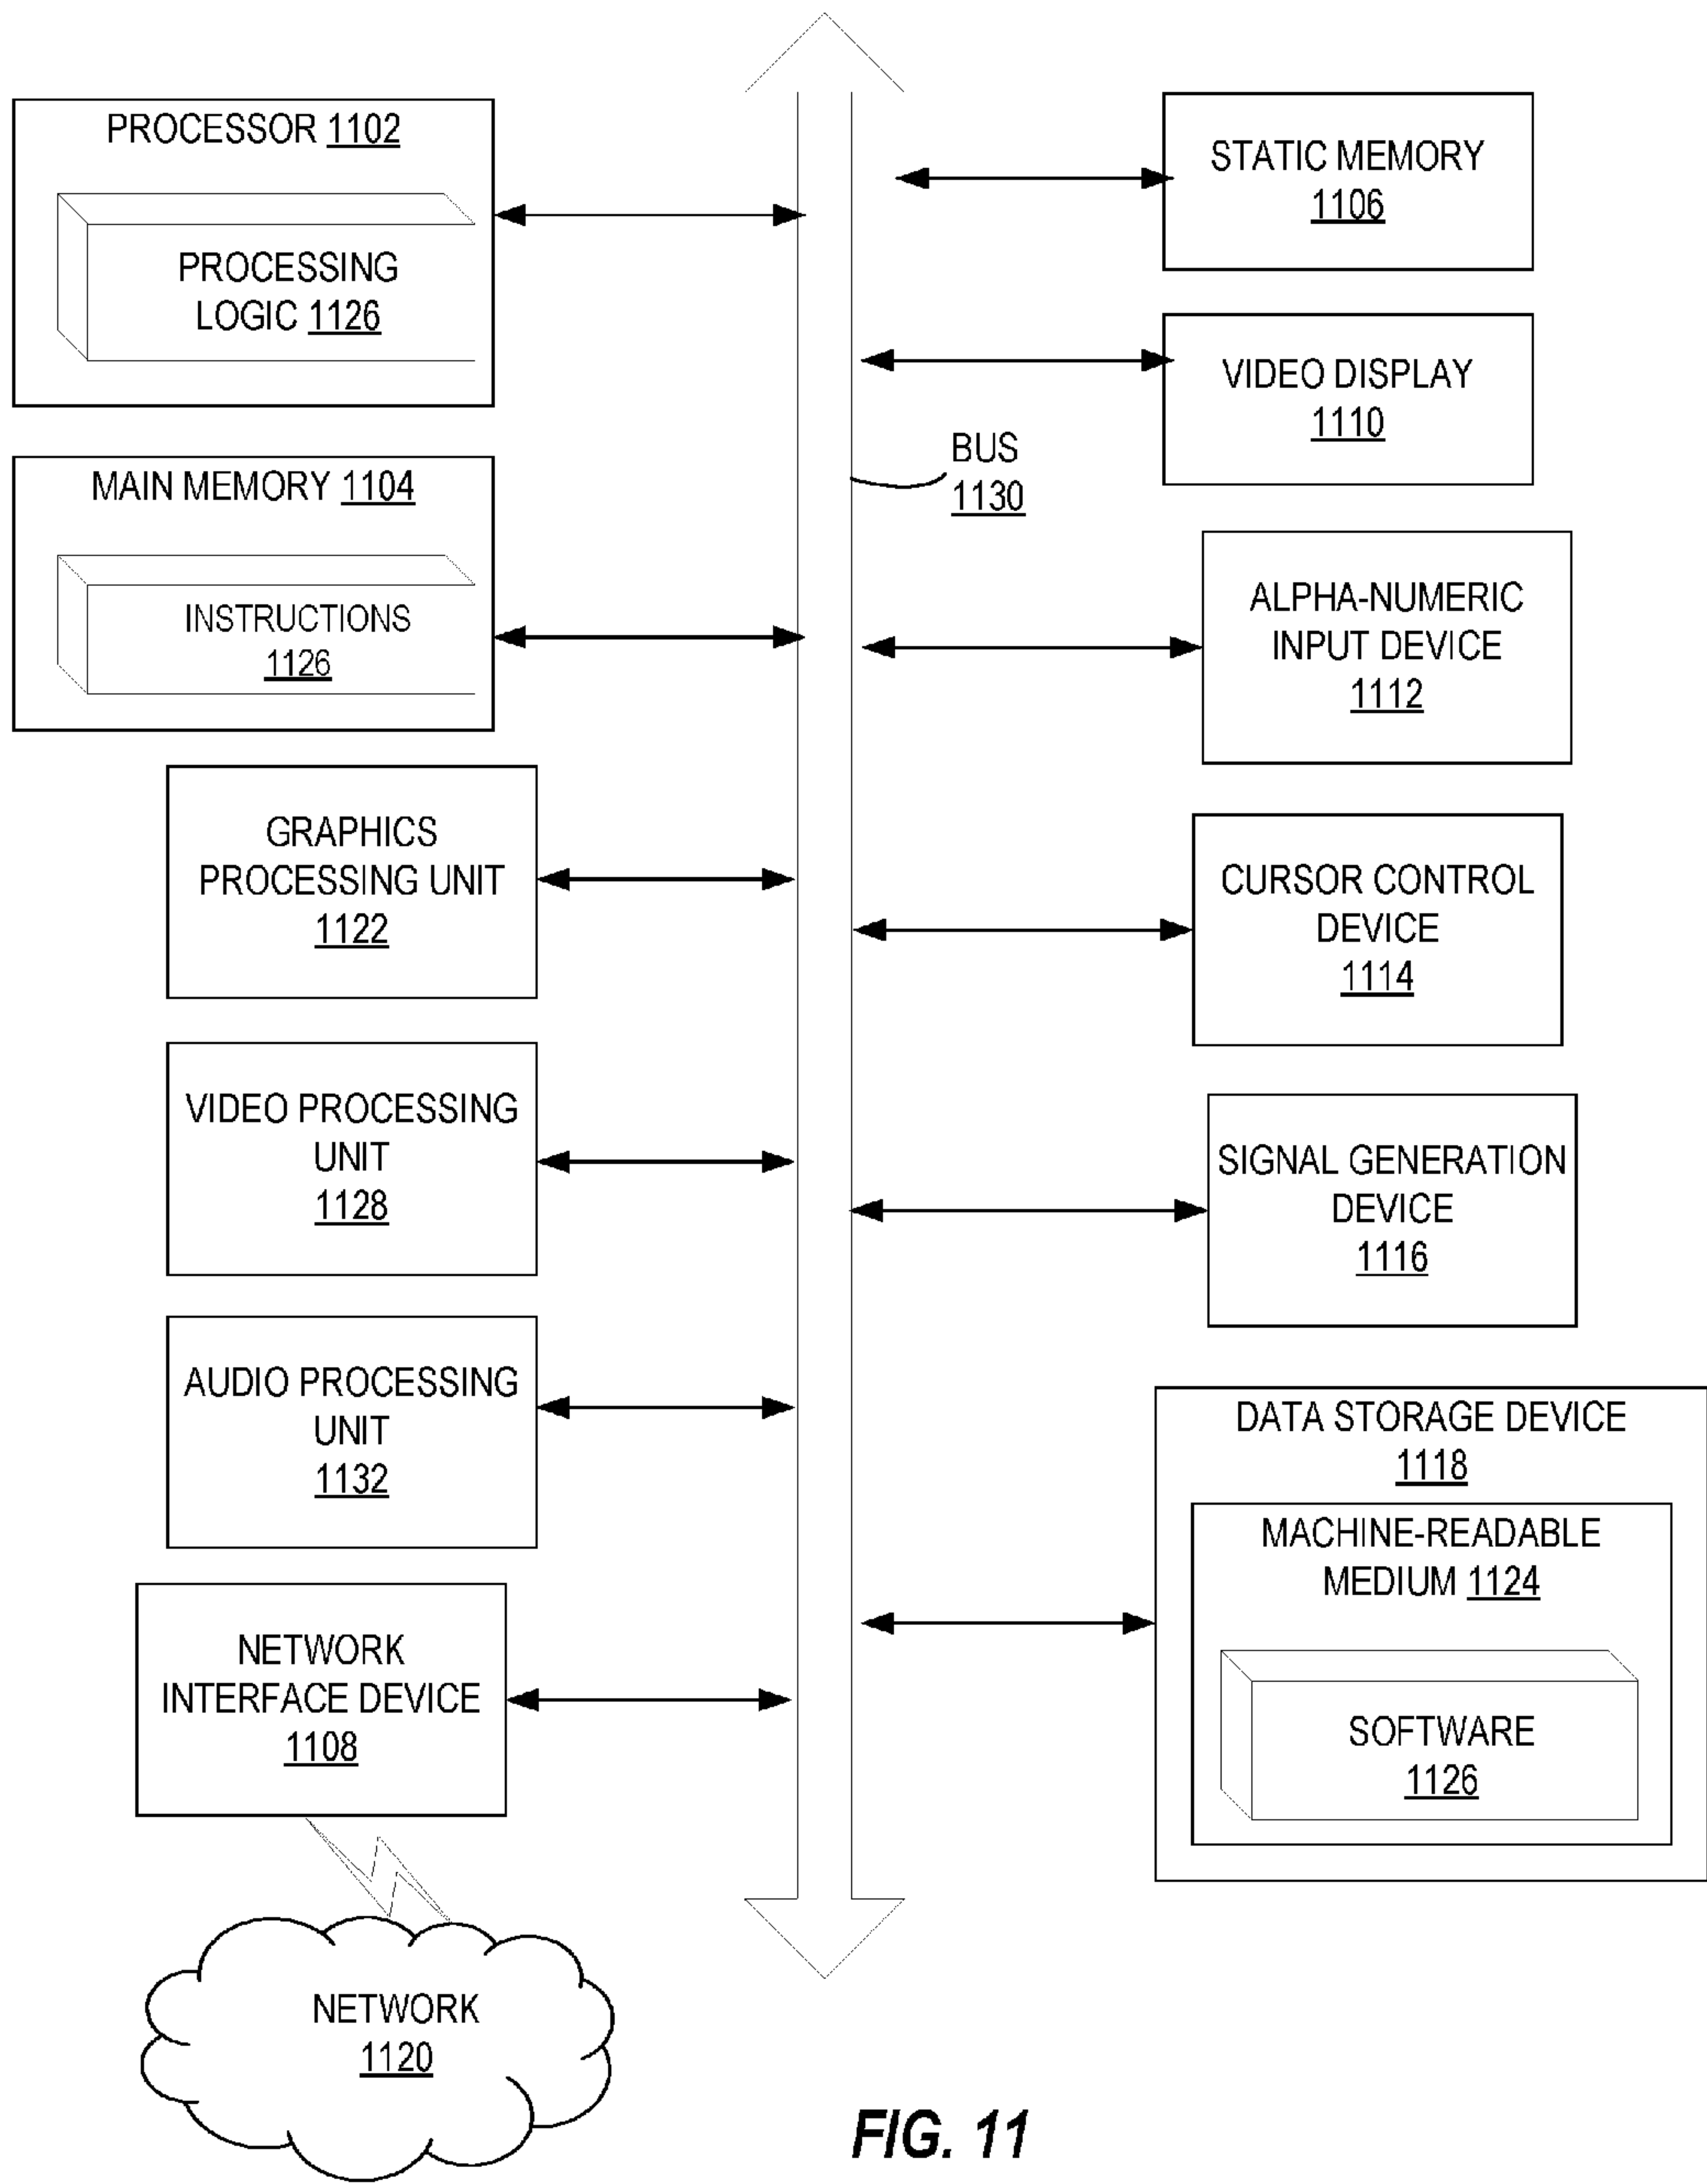 PROCESSOR 1102
PROCESSING
LOGIC 1126
MAIN MEMORY 1104
INSTRUCTIONS
1126
GRAPHICS
PROCESSING UNIT
1122
VIDEO PROCESSING
UNIT
1128
AUDIO PROCESSING
UNIT
1132
NETWORK
INTERFACE DEVICE
1108
NETWORK
1120
BUS
1130
STATIC MEMORY
1106
VIDEO DISPLAY
1110
ALPHA-NUMERIC
INPUT DEVICE
1112
CURSOR CONTROL
DEVICE
1114
SIGNAL GENERATION
DEVICE
1116
DATA STORAGE DEVICE
1118
MACHINE-READABLE
MEDIUM 1124
SOFTWARE
1126
FIG. 11